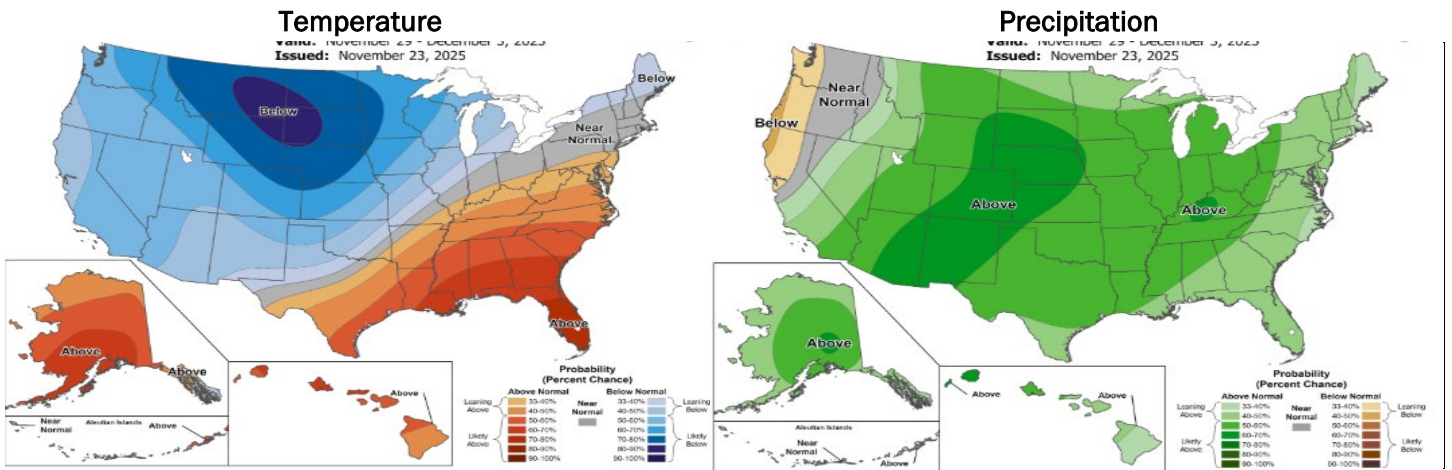 Temperature
Valid: November 29 - December 3, 2025
Issued: November 23, 2025
Below
Below
Near
Normal
Above
Above
Above
Near
Normal
Aleutian Islands
Above
Above
Probability
(Percent Chance)
Above Normal
Below Normal
Leaning
Above
Likely
Above
33-40%
40-50%
50-60%
60-70%
70-80%
80-90%
90-100%
Near
Normal
33-40%
40-50%
50-60%
60-70%
70-80%
80-90%
90-100%
Leaning
Below
Likely
Below
Precipitation
Valid: November 29 - December 3, 2025
Issued: November 23, 2025
Below
Near
Normal
Above
Above
Above
Aleutian Islands
Near
Normal
Above
Above
Above
Probability
(Percent Chance)
Above Normal
Below Normal
Leaning
Above
Likely
Above
33-40%
40-50%
50-60%
60-70%
70-80%
80-90%
90-100%
Near
Normal
33-40%
40-50%
50-60%
60-70%
70-80%
80-90%
90-100%
Leaning
Below
Likely
Below